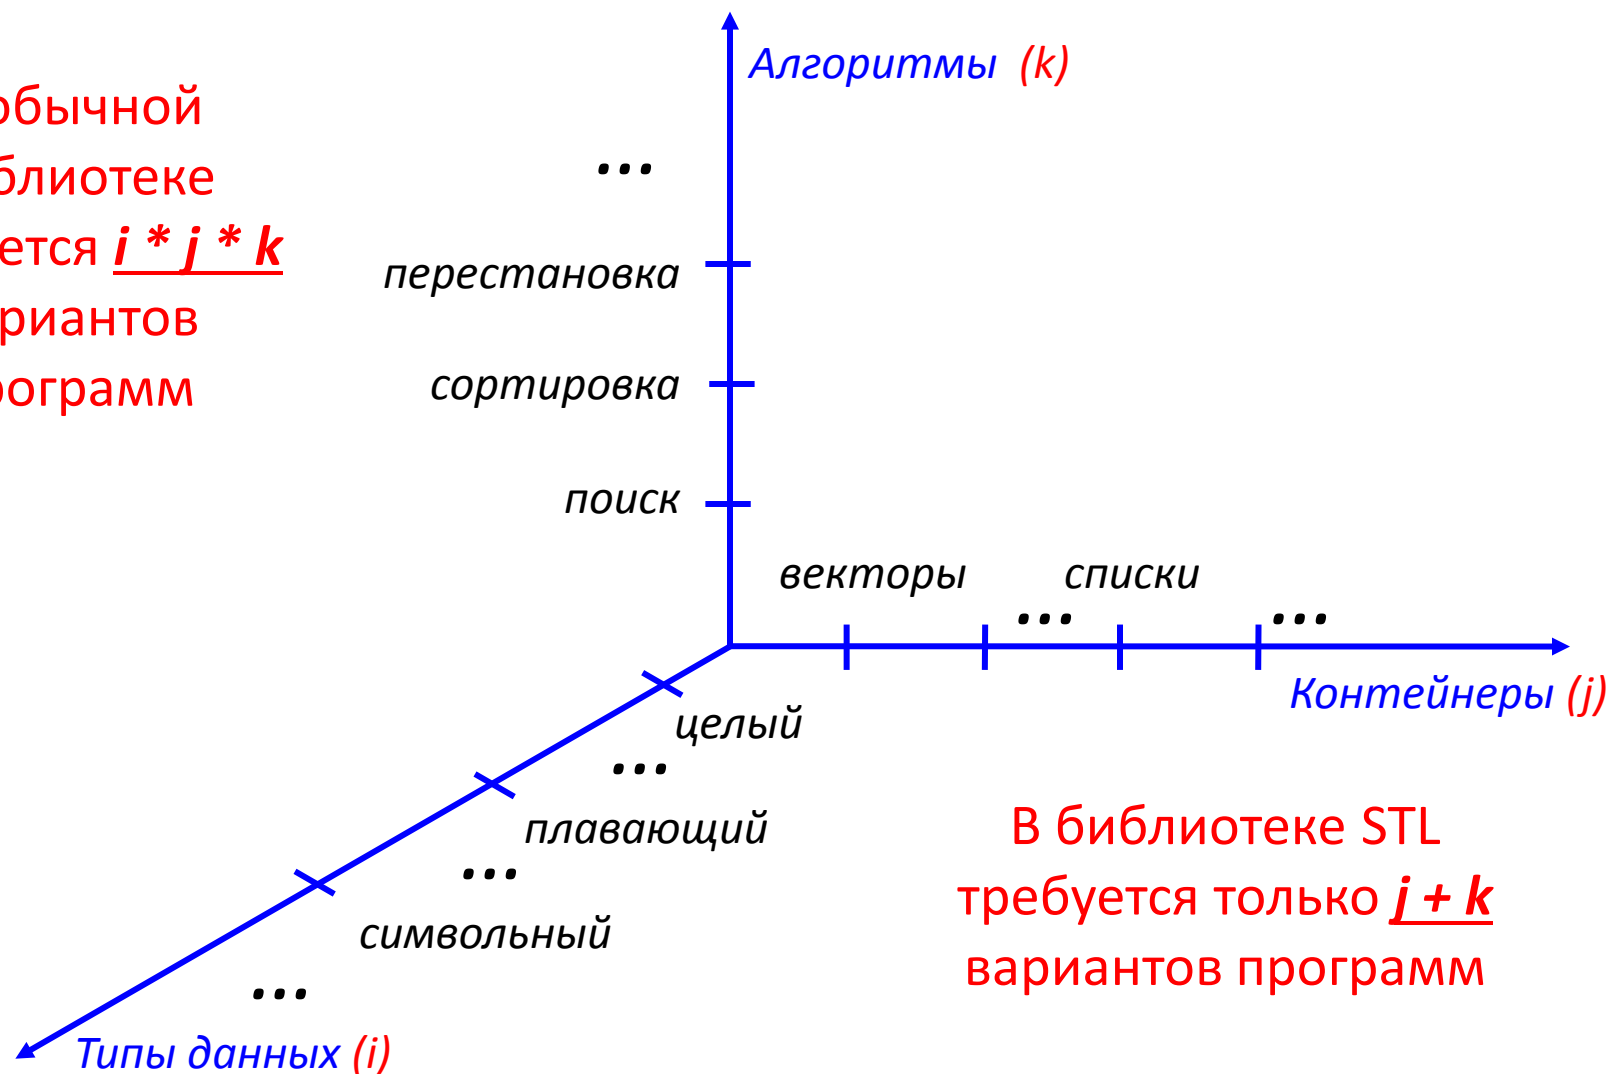 Алгоритмы (k)
обычной
блиотеке
ется i * j * k
риантов
рограмм
...
перестановка
сортировка
поиск
векторы ... списки ...
Контейнеры (j)
целый
...
плавающий
...
символьный
...
Типы данных (i)
В библиотеке STL
требуется только j + k
вариантов программ